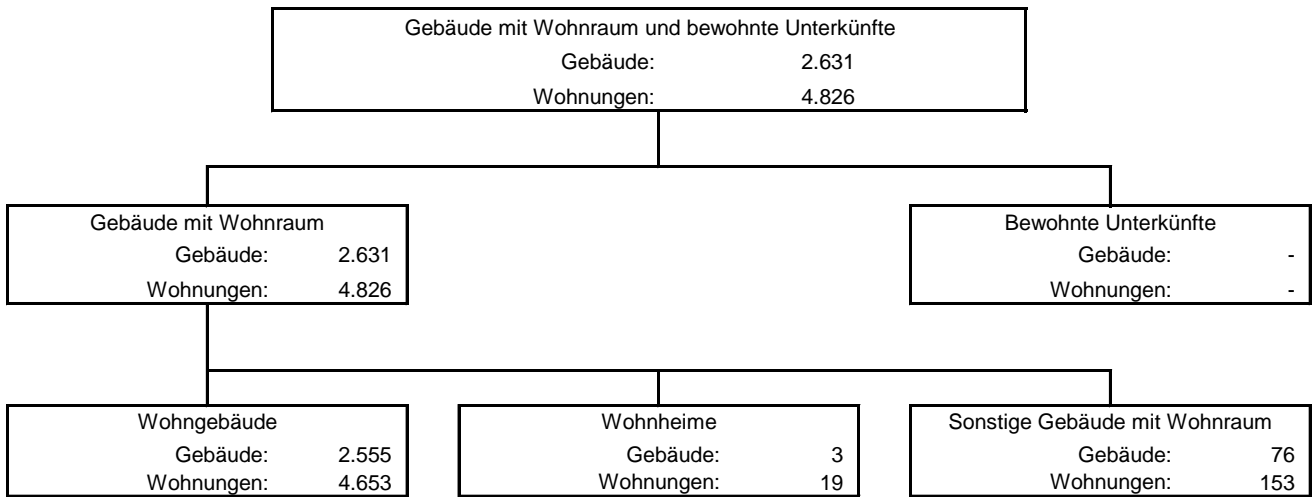 Gebäude mit Wohnraum und bewohnte Unterkünfte
Gebäude: 2.631
Wohnungen: 4.826
Gebäude mit Wohnraum
Gebäude: 2.631
Wohnungen: 4.826
Bewohnte Unterkünfte
Gebäude: -
Wohnungen: -
Wohngebäude
Gebäude: 2.555
Wohnungen: 4.653
Wohnheime
Gebäude: 3
Wohnungen: 19
Sonstige Gebäude mit Wohnraum
Gebäude: 76
Wohnungen: 153